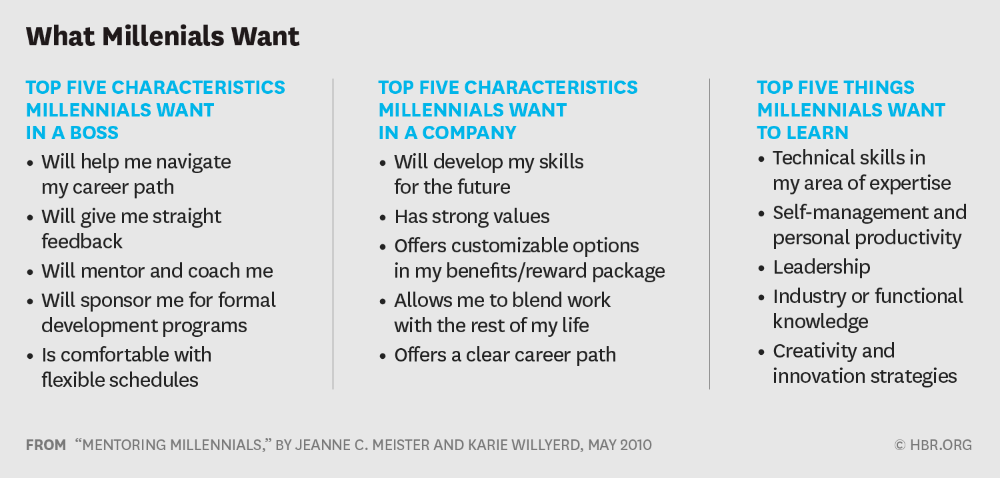 What Millenials Want
TOP FIVE CHARACTERISTICS
MILLENNIALS WANT
IN A BOSS
• Will help me navigate
my career path
• Will give me straight
feedback
• Will mentor and coach me
• Will sponsor me for formal
development programs
• Is comfortable with
flexible schedules
TOP FIVE CHARACTERISTICS
MILLENNIALS WANT
IN A COMPANY
• Will develop my skills
for the future
• Has strong values
• Offers customizable options
in my benefits/reward package
• Allows me to blend work
with the rest of my life
• Offers a clear career path
TOP FIVE THINGS
MILLENNIALS WANT
TO LEARN
• Technical skills in
my area of expertise
• Self-management and
personal productivity
• Leadership
• Industry or functional
knowledge
• Creativity and
innovation strategies
FROM “MENTORING MILLENNIALS,” BY JEANNE C. MEISTER AND KARIE WILLYERD, MAY 2010
© HBR.ORG